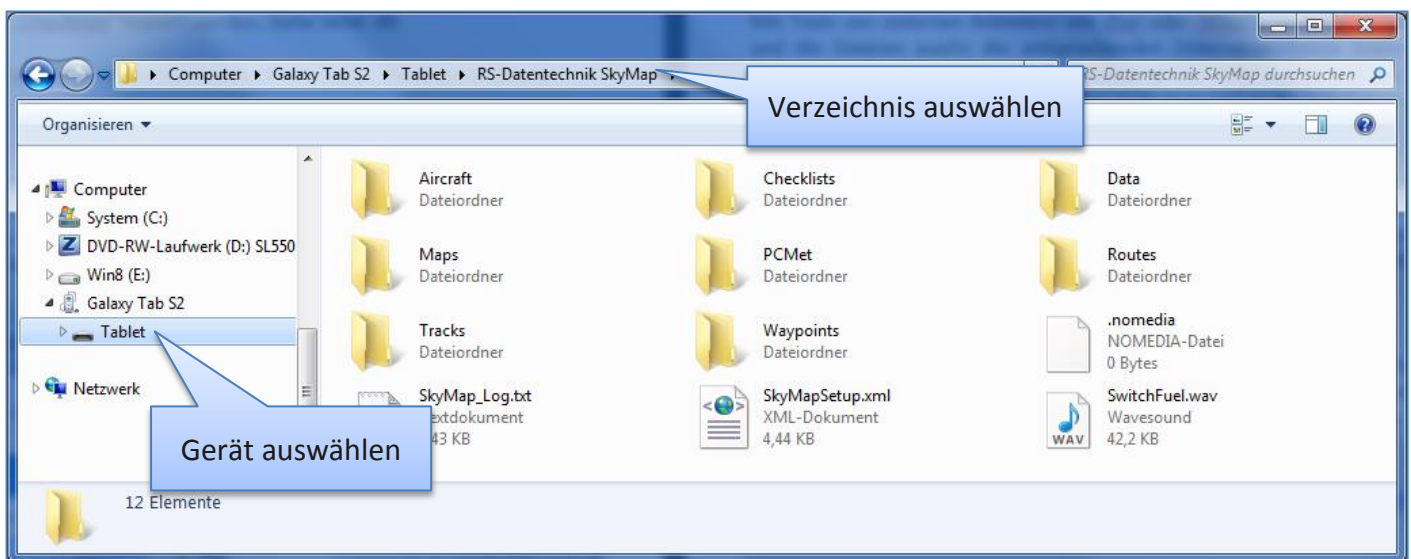 Computer ▸ Galaxy Tab S2 ▸ Tablet ▸ RS-Datentechnik SkyMap
RS-Datentechnik SkyMap durchsuchen
Verzeichnis auswählen
Organisieren
Computer
System (C:)
DVD-RW-Laufwerk (D:) SL550
Win8 (E:)
Galaxy Tab S2
Tablet
Netzwerk
Gerät auswählen
Aircraft
Dateiordner
Checklists
Dateiordner
Data
Dateiordner
Maps
Dateiordner
PCMet
Dateiordner
Routes
Dateiordner
Tracks
Dateiordner
Waypoints
Dateiordner
.nomedia
NOMEDIA-Datei
0 Bytes
SkyMap_Log.txt
extdokument
43 KB
SkyMapSetup.xml
XML-Dokument
4,44 KB
WAV
SwitchFuel.wav
Wavesound
42,2 KB
12 Elemente